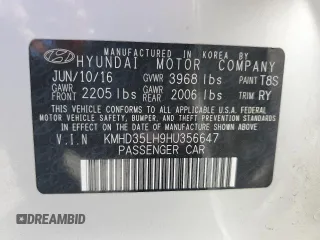 MANUFACTURED IN KOREA BY
HYUNDAI MOTOR COMPANY
JUN/10/16 GVWR 3968 lbs PAINT T8S
GAWR FRONT 2205 lbs GAWR REAR 2006 lbs TRIM RY
THIS VEHICLE CONFORMS TO ALL APPLICABLE FEDERAL
MOTOR VEHICLE SAFETY, BUMPER, AND THEFT PREVENTION
STANDARDS IN EFFECT ON THE DATE OF MANUFACTURE
SHOWN ABOVE.
V.I.N KMHD35LH9HU356647
PASSENGER CAR